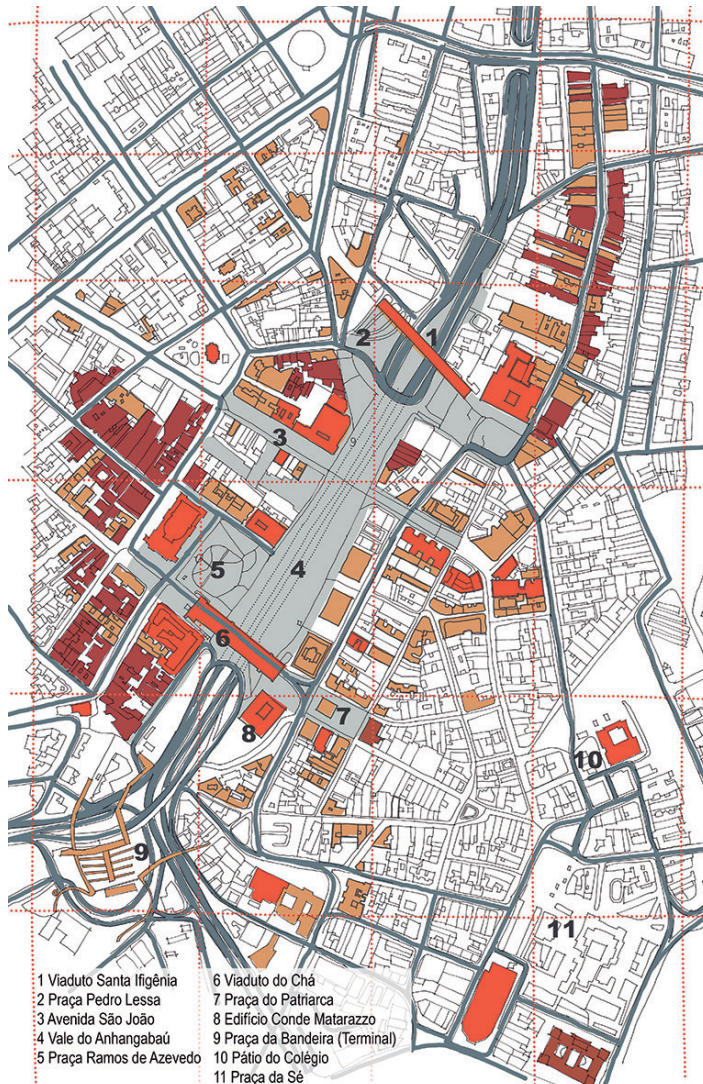 2
1
3
9
4
5
6
7
8
10
9
11
1 Viaduto Santa Ifigênia
2 Praça Pedro Lessa
3 Avenida São João
4 Vale do Anhangabaú
5 Praça Ramos de Azevedo
6 Viaduto do Chá
7 Praça do Patriarca
8 Edifício Conde Matarazzo
9 Praça da Bandeira (Terminal)
10 Pátio do Colégio
11 Praça da Sé